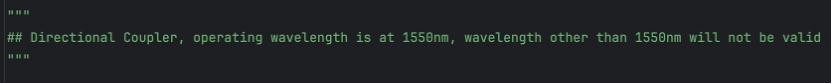 """
## Directional Coupler, operating wavelength is at 1550nm, wavelength other than 1550nm will not be valid
"""